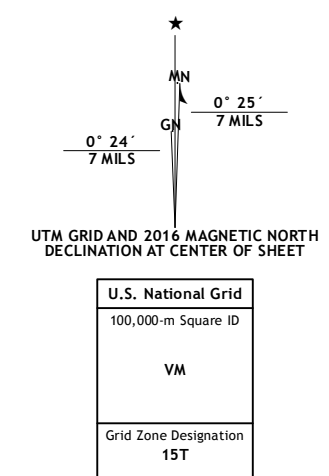 ★
MN
0° 25´
7 MILS
GN
0° 24´
7 MILS
UTM GRID AND 2016 MAGNETIC NORTH
DECLINATION AT CENTER OF SHEET
U.S. National Grid
100,000-m Square ID
VM
Grid Zone Designation
15T